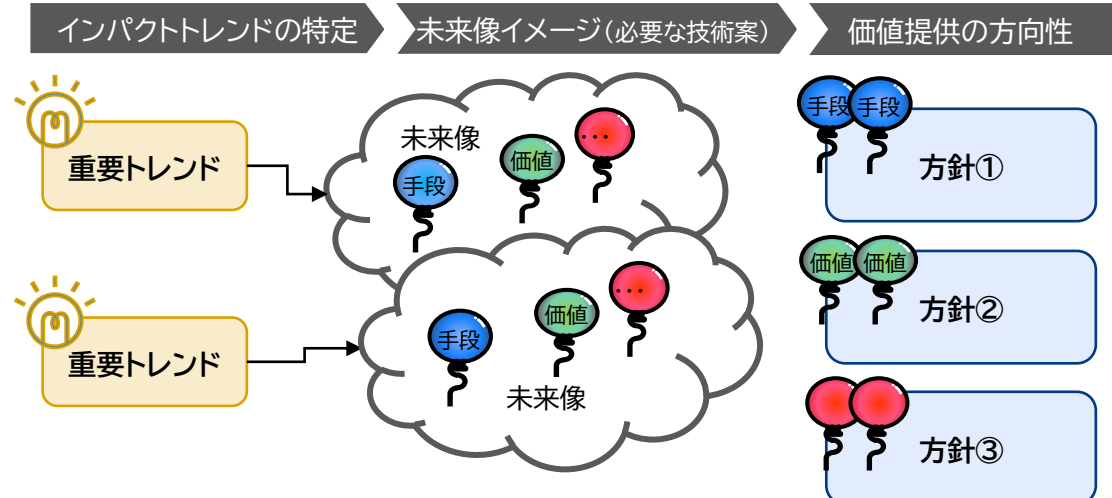 インパクトトレンドの特定
未来像イメージ(必要な技術案)
価値提供の方向性
重要トレンド
未来像
手段
価値
...
手段
手段
方針①
重要トレンド
手段
価値
...
未来像
価値
価値
方針②
方針③